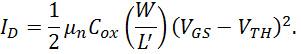 I_D = \frac{1}{2} \mu_n C_{ox} \left( \frac{W}{L'} \right) (V_{GS} - V_{TH})^2.